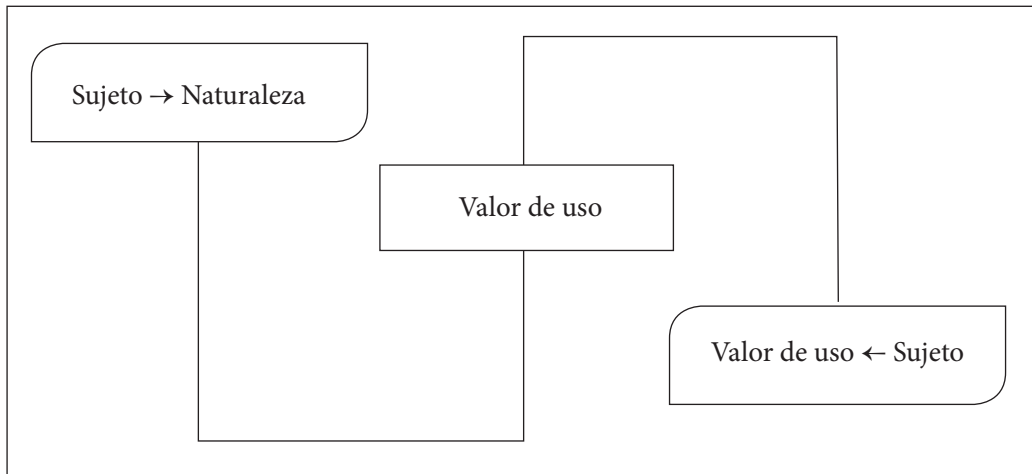 Sujeto → Naturaleza
Valor de uso
Valor de uso ← Sujeto